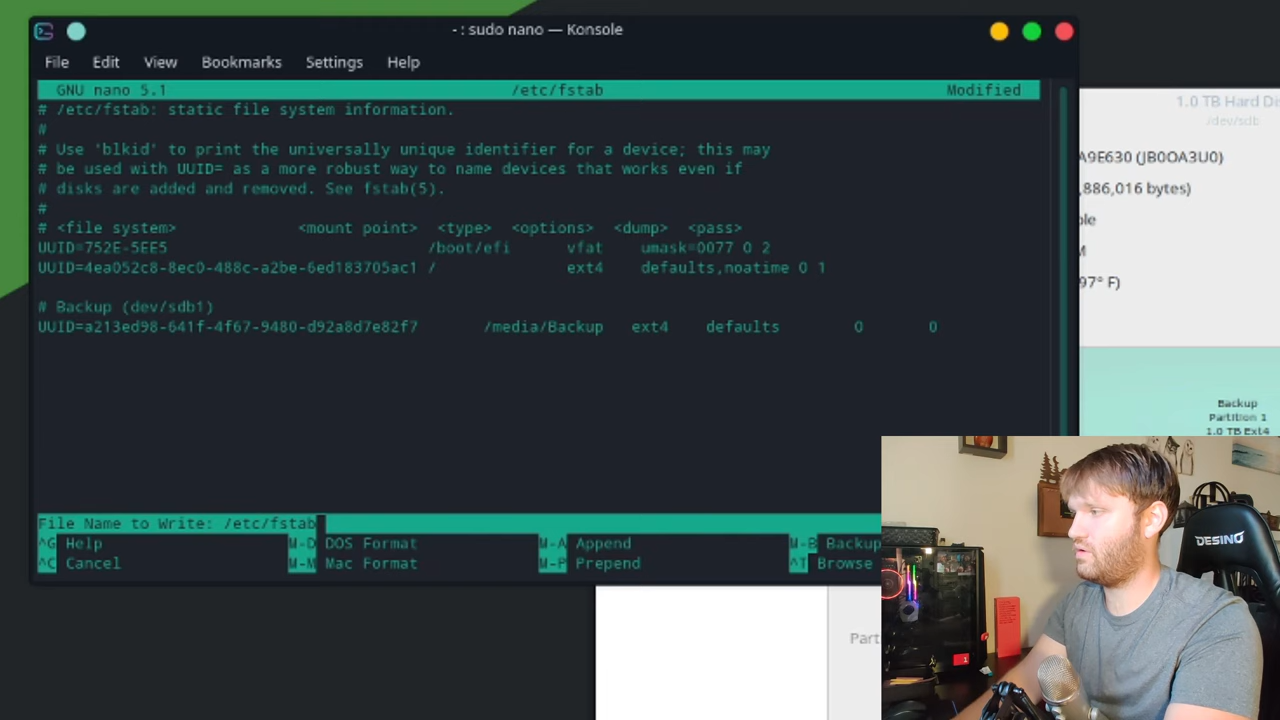 - : sudo nano — Konsole
File Edit View Bookmarks Settings Help
GNU nano 5.1 /etc/fstab Modified
# /etc/fstab: static file system information.
#
# Use 'blkid' to print the universally unique identifier for a device; this may
# be used with UUID= as a more robust way to name devices that works even if
# disks are added and removed. See fstab(5).
#
# <file system> <mount point> <type> <options> <dump> <pass>
UUID=752E-5EE5 /boot/efi vfat umask=0077 0 2
UUID=4ea052c8-8ec0-488c-a2be-6ed183705ac1 / ext4 defaults,noatime 0 1
# Backup (dev/sdb1)
UUID=a213ed98-641f-4f67-9480-d92a8d7e82f7 /media/Backup ext4 defaults 0 0
File Name to Write: /etc/fstab
^G Help M-D DOS Format M-A Append M-B Backup
^C Cancel M-M Mac Format M-P Prepend ^T Browse
1.0 TB Hard Dis
/dev/sdb
A9E630 (JB0OA3U0)
,886,016 bytes)
ple
97° F)
Backup
Partition 1
1.0 TB Ext4
Part
DESINO